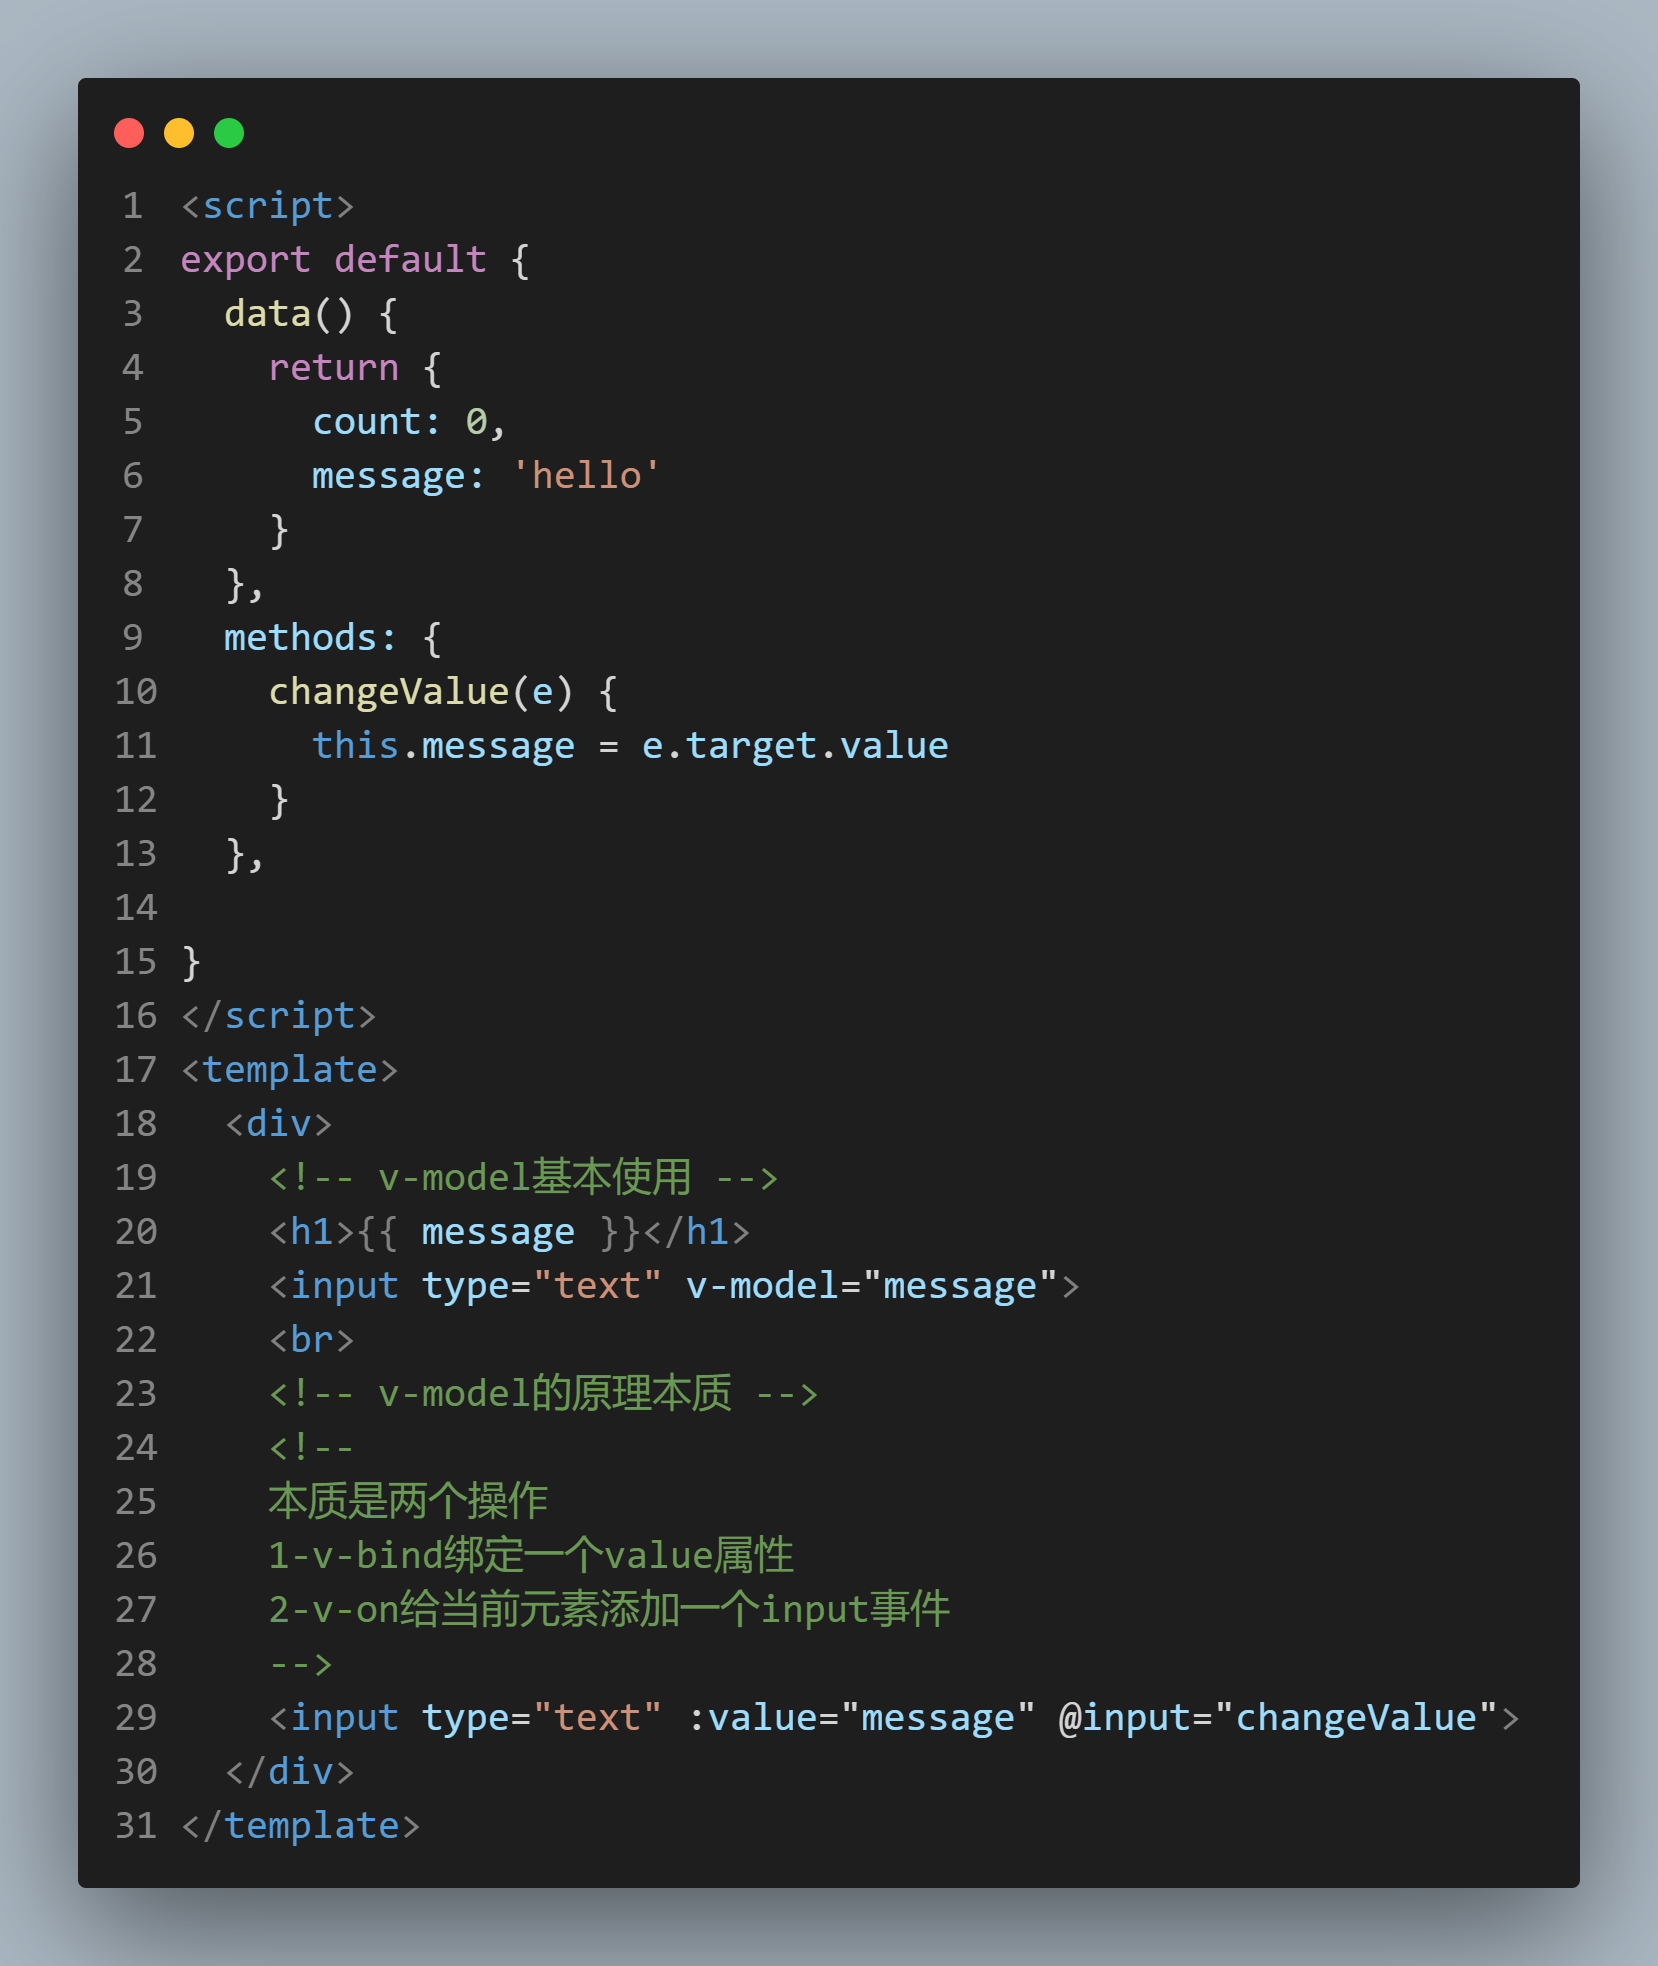 1 <script>
2 export default {
3   data() {
4     return {
5       count: 0,
6       message: 'hello'
7     }
8   },
9   methods: {
10     changeValue(e) {
11       this.message = e.target.value
12     }
13   },
14
15 }
16 </script>
17 <template>
18   <div>
19     <!-- v-model基本使用 -->
20     <h1>{{ message }}</h1>
21     <input type="text" v-model="message">
22     <br>
23     <!-- v-model的原理本质 -->
24     <!--
25     本质是两个操作
26     1-v-bind绑定一个value属性
27     2-v-on给当前元素添加一个input事件
28     -->
29     <input type="text" :value="message" @input="changeValue">
30   </div>
31 </template>